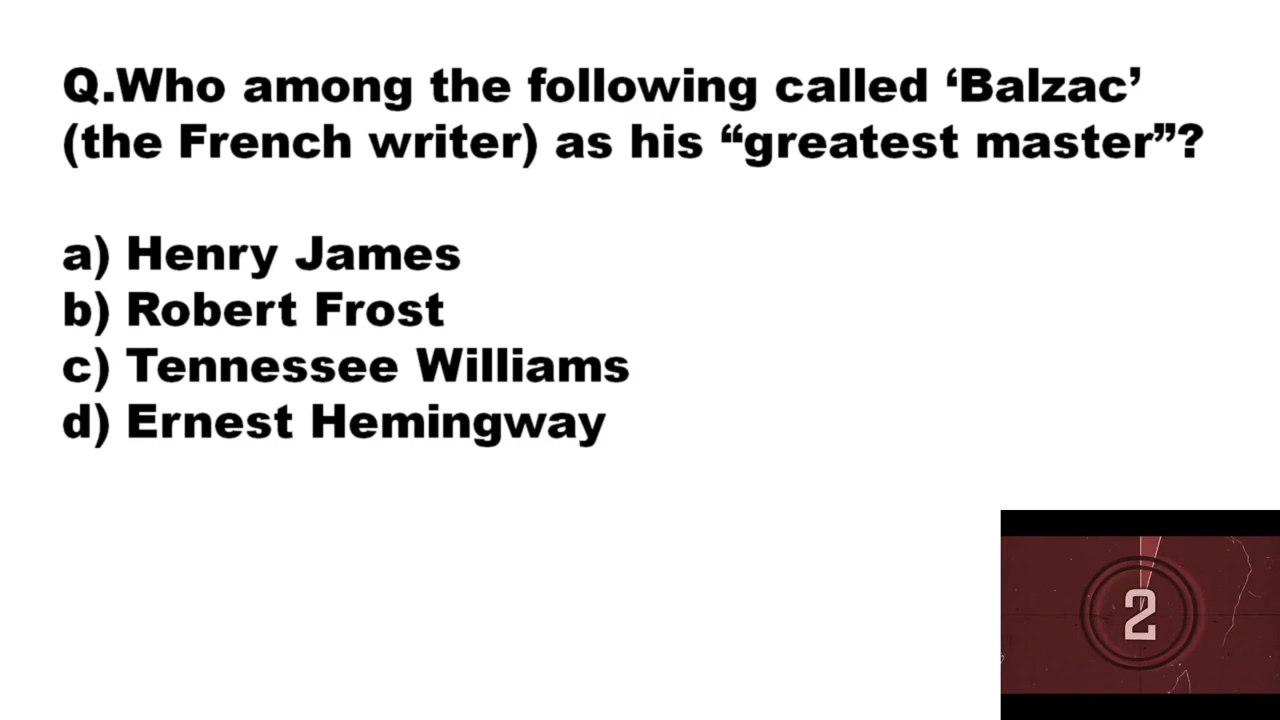 Q.Who among the following called ‘Balzac’
(the French writer) as his “greatest master”?
a) Henry James
b) Robert Frost
c) Tennessee Williams
d) Ernest Hemingway
2